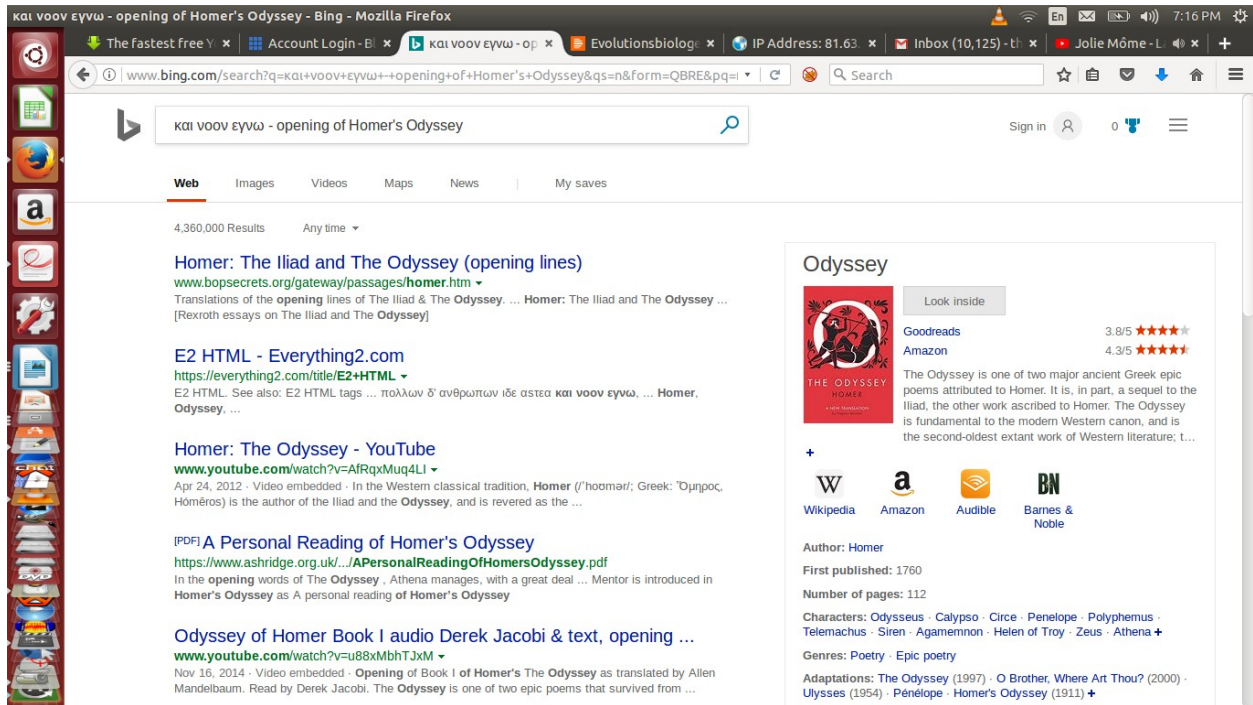 και νοον εγνω - opening of Homer's Odyssey - Bing - Mozilla Firefox
En
7:16 PM
The fastest free Y
Account Login - Bl
και νοον εγνω - op
Evolutionsbiologe
IP Address: 81.63.
Inbox (10,125) - th
Jolie Môme - L
www.bing.com/search?q=και+νοον+εγνω+-+opening+of+Homer's+Odyssey&qs=n&form=QBRE&pq=
Search
και νοον εγνω - opening of Homer's Odyssey
Sign in
0
Web Images Videos Maps News | My saves
4,360,000 Results Any time
Homer: The Iliad and The Odyssey (opening lines)
www.bopsecrets.org/gateway/passages/homer.htm
Translations of the opening lines of The Iliad & The Odyssey. ... Homer: The Iliad and The Odyssey ...
[Rexroth essays on The Iliad and The Odyssey]
E2 HTML - Everything2.com
https://everything2.com/title/E2+HTML
E2 HTML. See also: E2 HTML tags ... πολλων δ' ανθρωπων ιδε αστεα και νοον εγνω, ... Homer,
Odyssey, ...
Homer: The Odyssey - YouTube
www.youtube.com/watch?v=AfRqxMuq4LI
Apr 24, 2012 · Video embedded · In the Western classical tradition, Homer (/ˈhoʊmər/; Greek: Ὅμηρος,
Hómēros) is the author of the Iliad and the Odyssey, and is revered as the ...
[PDF] A Personal Reading of Homer's Odyssey
https://www.ashridge.org.uk/.../APersonalReadingOfHomersOdyssey.pdf
In the opening words of The Odyssey , Athena manages, with a great deal ... Mentor is introduced in
Homer's Odyssey as A personal reading of Homer's Odyssey
Odyssey of Homer Book I audio Derek Jacobi & text, opening ...
www.youtube.com/watch?v=u88xMbhTJxM
Nov 16, 2014 · Video embedded · Opening of Book I of Homer's The Odyssey as translated by Allen
Mandelbaum. Read by Derek Jacobi. The Odyssey is one of two epic poems that survived from ...
Odyssey
THE ODYSSEY
HOMER
Look inside
Goodreads 3.8/5
Amazon 4.3/5
The Odyssey is one of two major ancient Greek epic
poems attributed to Homer. It is, in part, a sequel to the
Iliad, the other work ascribed to Homer. The Odyssey
is fundamental to the modern Western canon, and is
the second-oldest extant work of Western literature; t...
+
W a BN
Wikipedia Amazon Audible Barnes &
Noble
Author: Homer
First published: 1760
Number of pages: 112
Characters: Odysseus · Calypso · Circe · Penelope · Polyphemus ·
Telemachus · Siren · Agamemnon · Helen of Troy · Zeus · Athena +
Genres: Poetry · Epic poetry
Adaptations: The Odyssey (1997) · O Brother, Where Art Thou? (2000) ·
Ulysses (1954) · Pénélope · Homer's Odyssey (1911) +